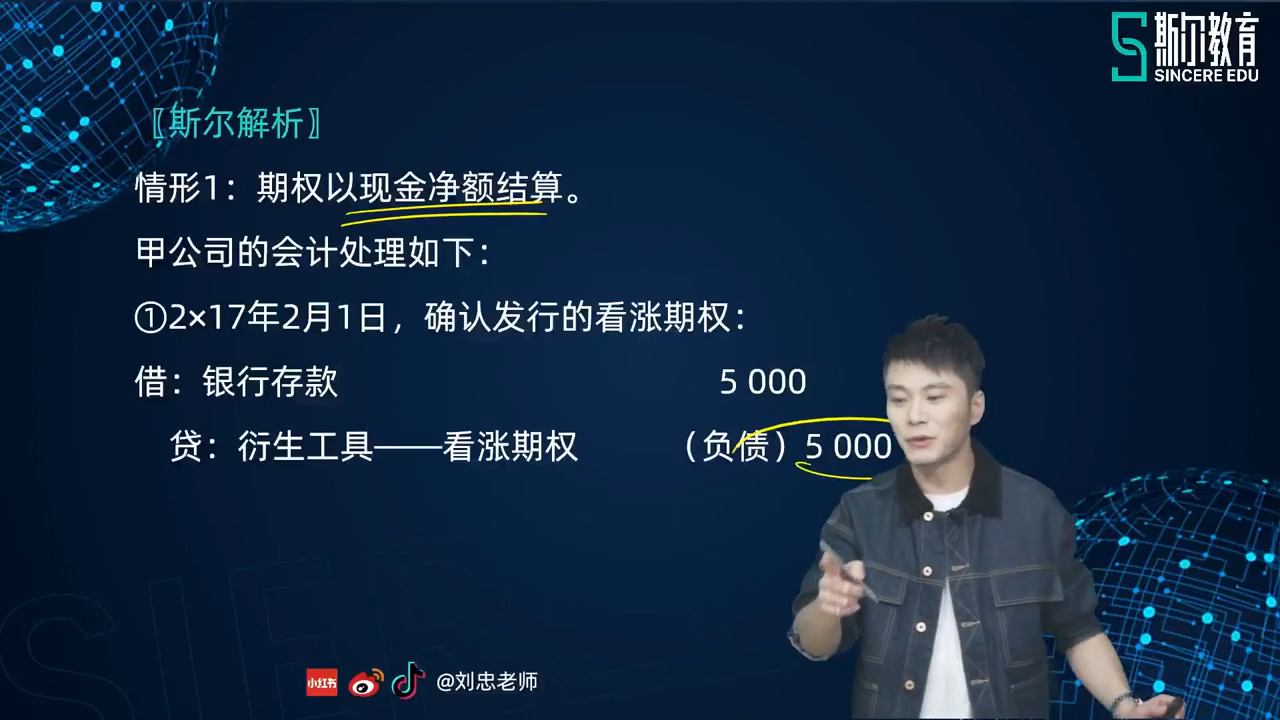 斯尔教育
SINCERE EDU
〖斯尔解析〗
情形1：期权以现金净额结算。
甲公司的会计处理如下：
①2×17年2月1日，确认发行的看涨期权：
借：银行存款 5 000
贷：衍生工具——看涨期权 （负债）5 000
小红书 @刘忠老师